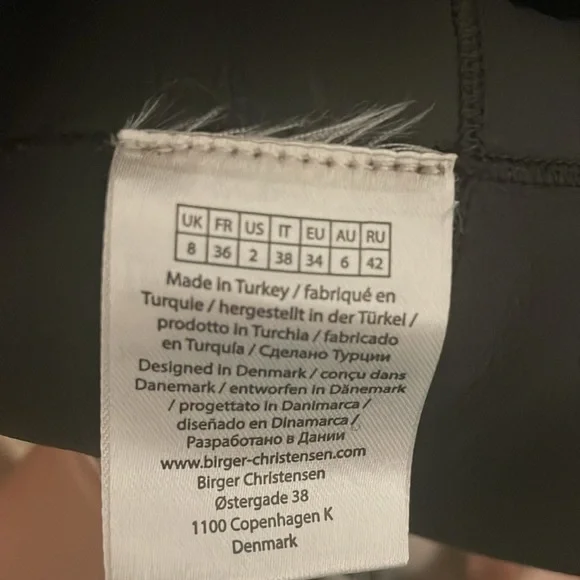 UK FR US IT EU AU RU
8 36 2 38 34 6 42
Made in Turkey / fabriqué en
Turquie / hergestellt in der Türkei /
prodotto in Turchia / fabricado
en Turquía / Сделано Турции
Designed in Denmark / conçu dans
Danemark / entworfen in Dänemark
/ progettato in Danimarca /
diseñado en Dinamarca /
Разработано в Дании
www.birger-christensen.com
Birger Christensen
Østergade 38
1100 Copenhagen K
Denmark